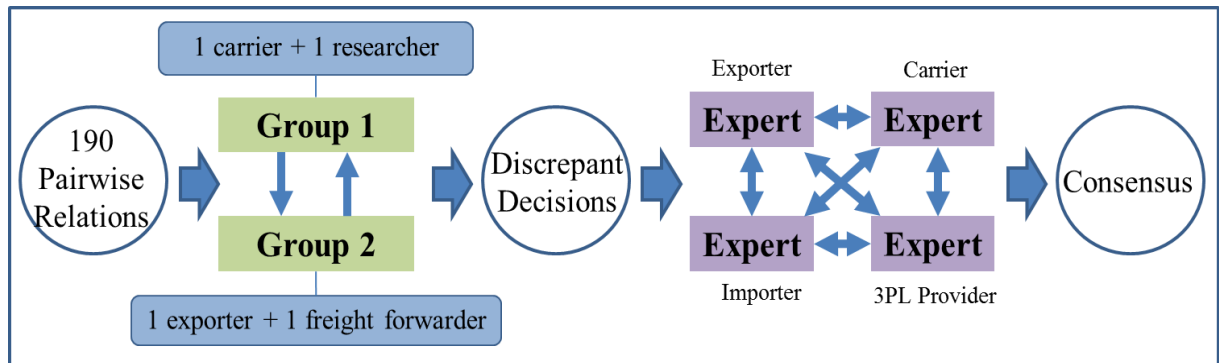 1 carrier + 1 researcher
190
Pairwise
Relations
Group 1
Group 2
1 exporter + 1 freight forwarder
Discrepant
Decisions
Exporter
Carrier
Expert
Expert
Expert
Expert
Importer
3PL Provider
Consensus